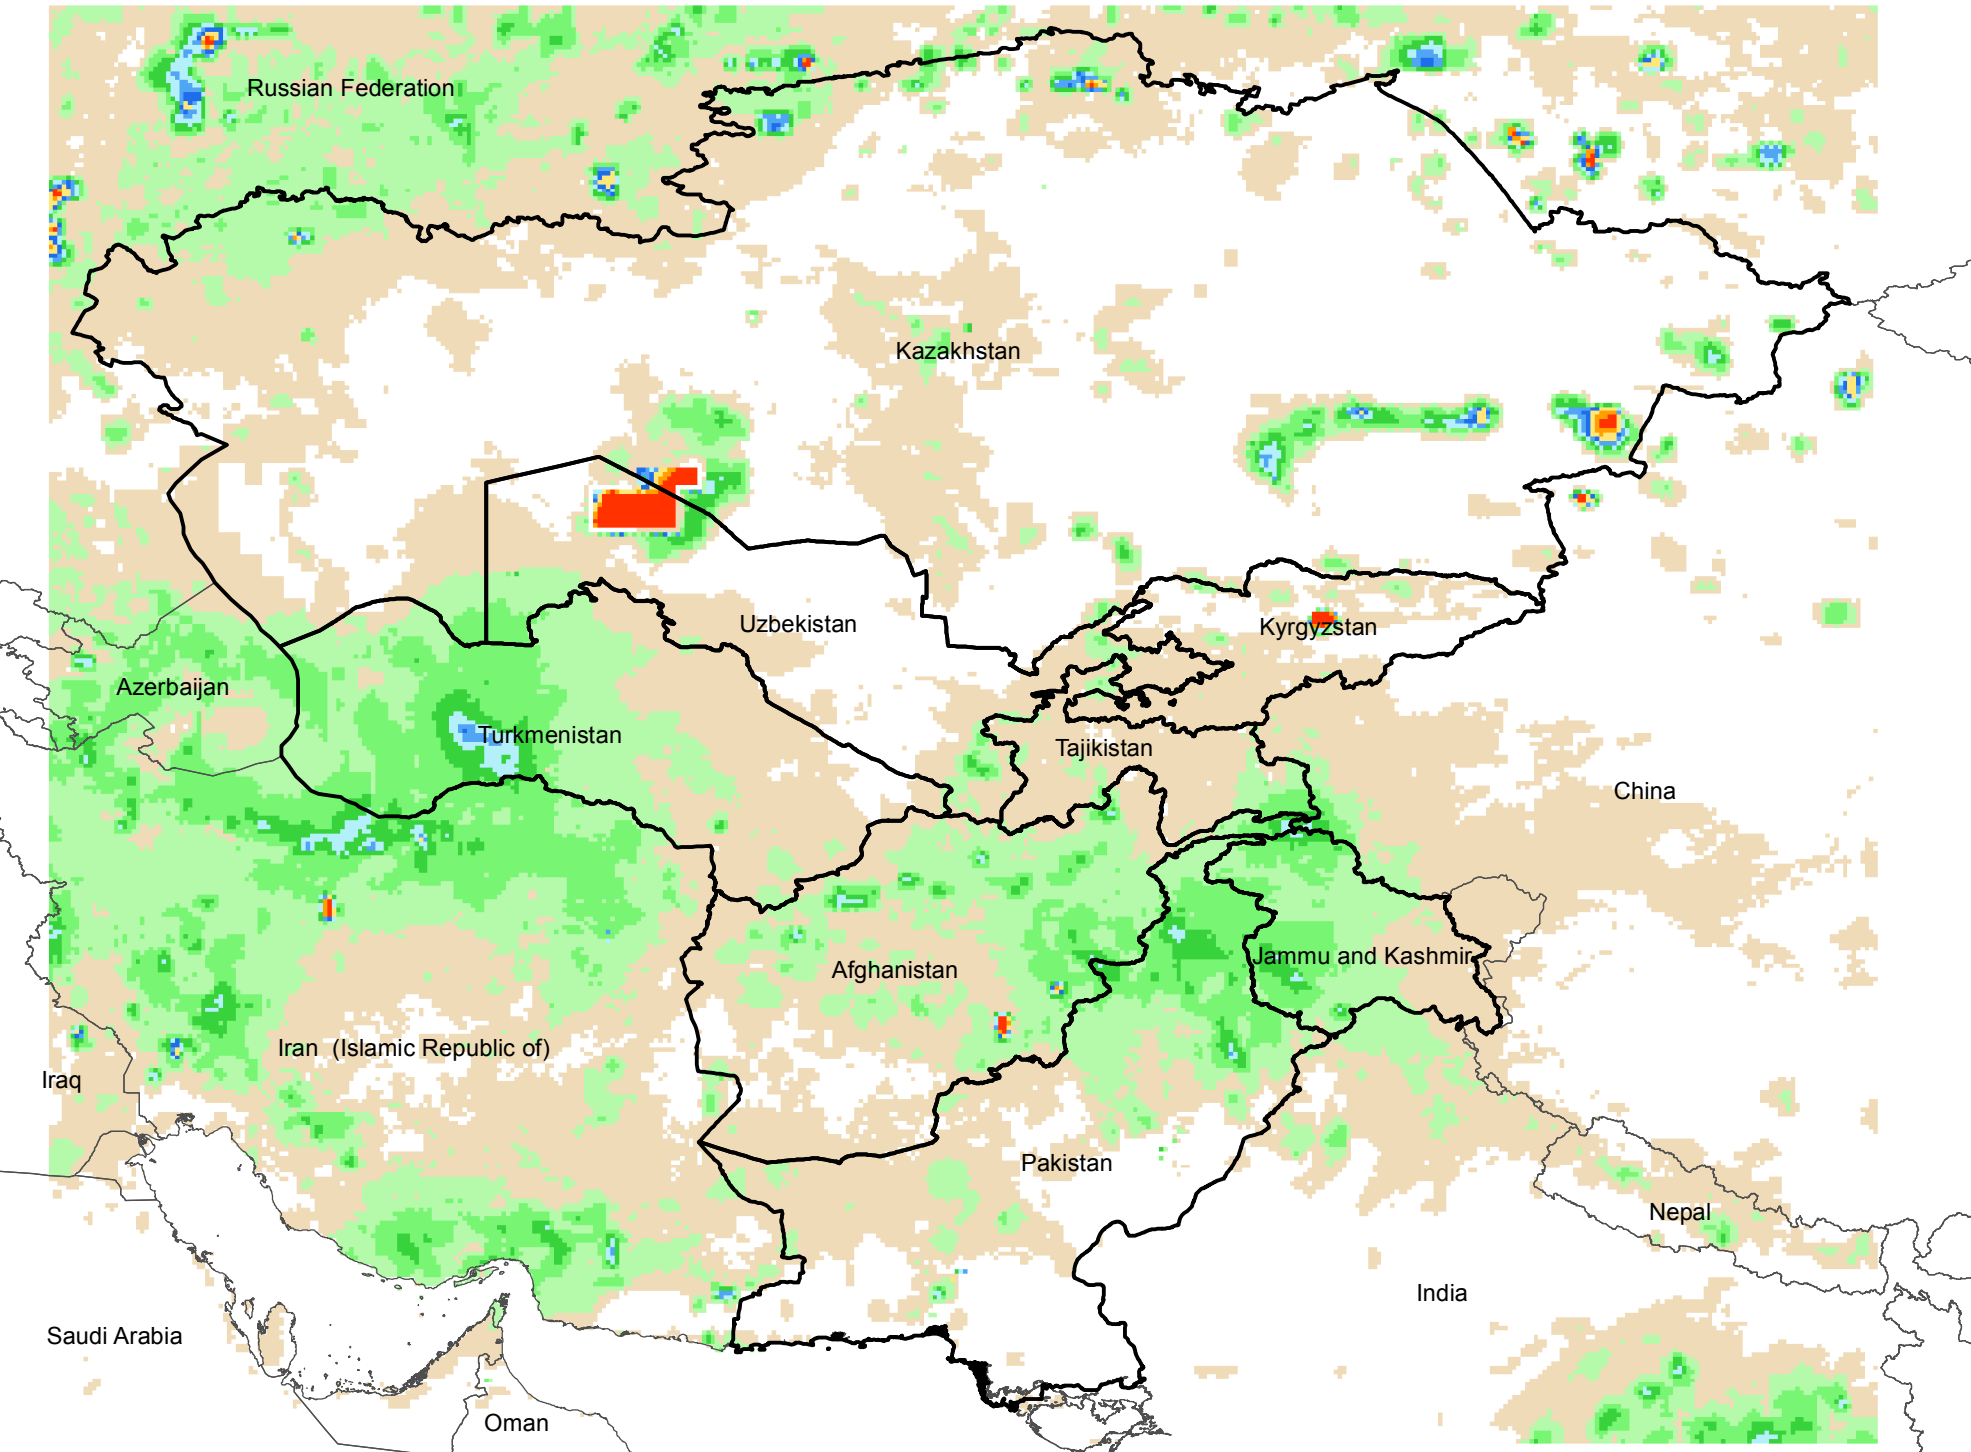 Russian Federation
Kazakhstan
Uzbekistan
Kyrgyzstan
Azerbaijan
Turkmenistan
Tajikistan
China
Afghanistan
Jammu and Kashmir
Iran (Islamic Republic of)
Iraq
Pakistan
Nepal
India
Saudi Arabia
Oman